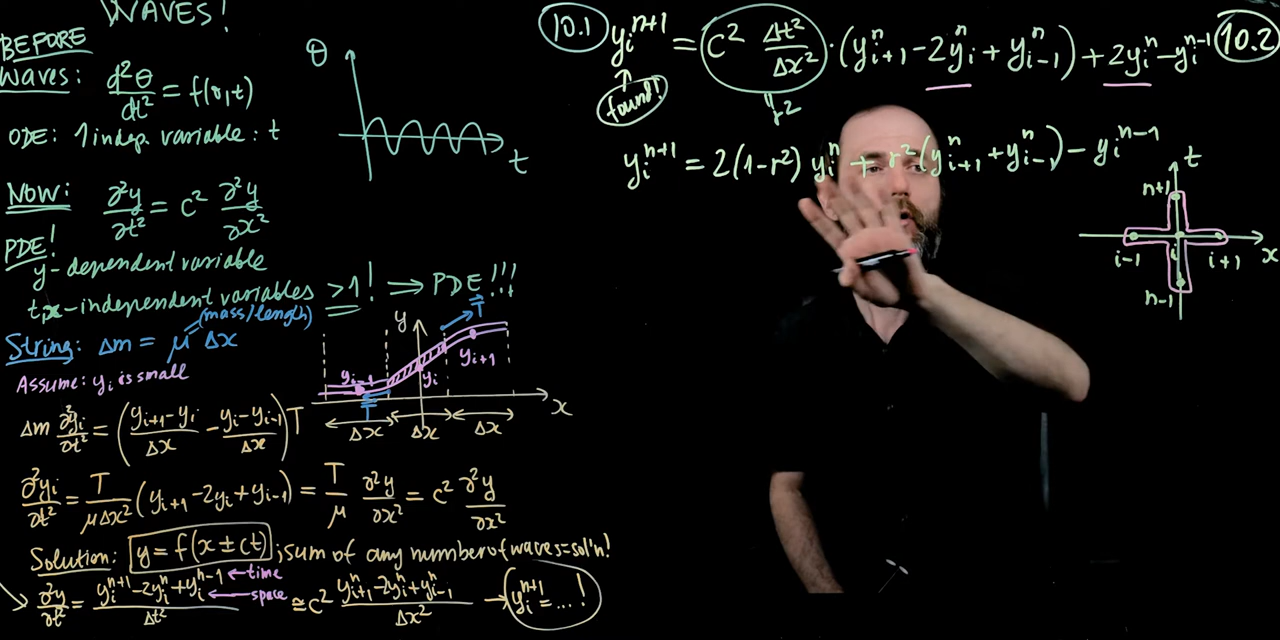 WAVES!
BEFORE
Waves: d²θ/dt² = f(v,t)
ODE: 1 indep. variable: t
θ
t
NOW: ∂²y/∂t² = c² ∂²y/∂x²
PDE!
y - dependent variable
t,x - independent variables >1! ⟹ PDE!!!
(mass/length)
String: Δm = μ Δx
Assume: yᵢ is small
y
T⃗
yᵢ₋₁
yᵢ
yᵢ₊₁
T⃗
x
Δx Δx Δx
Δm ∂²yᵢ/∂t² = ((yᵢ₊₁ - yᵢ)/Δx - (yᵢ - yᵢ₋₁)/Δx) T
∂²yᵢ/∂t² = T/(μΔx²) (yᵢ₊₁ - 2yᵢ + yᵢ₋₁) = T/μ ∂²y/∂x² = c² ∂²y/∂x²
Solution: y = f(x ± ct) ; sum of any number of waves = sol'n!
∂²y/∂t² = (yᵢⁿ⁺¹ - 2yᵢⁿ + yᵢⁿ⁻¹)/Δt² ← time ← space ≅ c² (yᵢ₊₁ⁿ - 2yᵢⁿ + yᵢ₋₁ⁿ)/Δx² → yᵢⁿ⁺¹ = ... !
10.1 yᵢⁿ⁺¹ = c² Δt²/Δx² · (yᵢ₊₁ⁿ - 2yᵢⁿ + yᵢ₋₁ⁿ) + 2yᵢⁿ - yᵢⁿ⁻¹ 10.2
found!
r²
yᵢⁿ⁺¹ = 2(1-r²) yᵢⁿ + r² (yᵢ₊₁ⁿ + yᵢ₋₁ⁿ) - yᵢⁿ⁻¹
t
n+1
i-1 i i+1 x
n-1